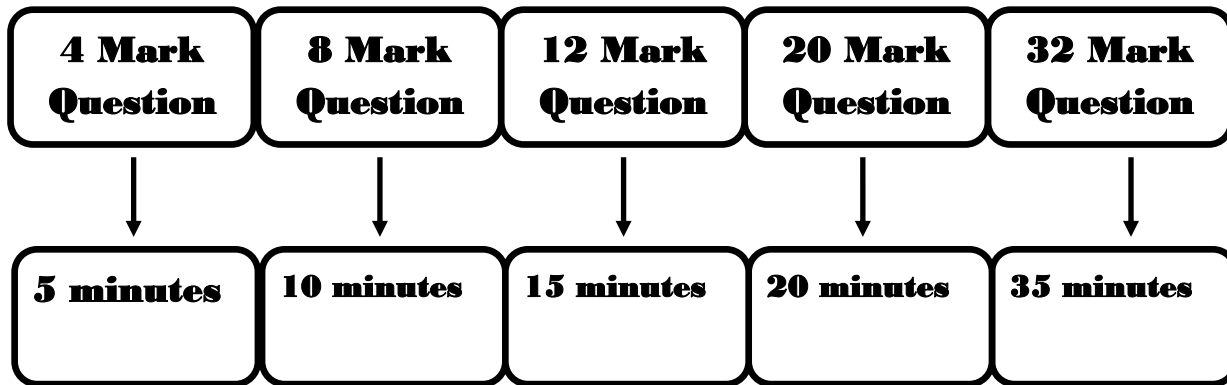 4 Mark
Question
8 Mark
Question
12 Mark
Question
20 Mark
Question
32 Mark
Question
5 minutes
10 minutes
15 minutes
20 minutes
35 minutes